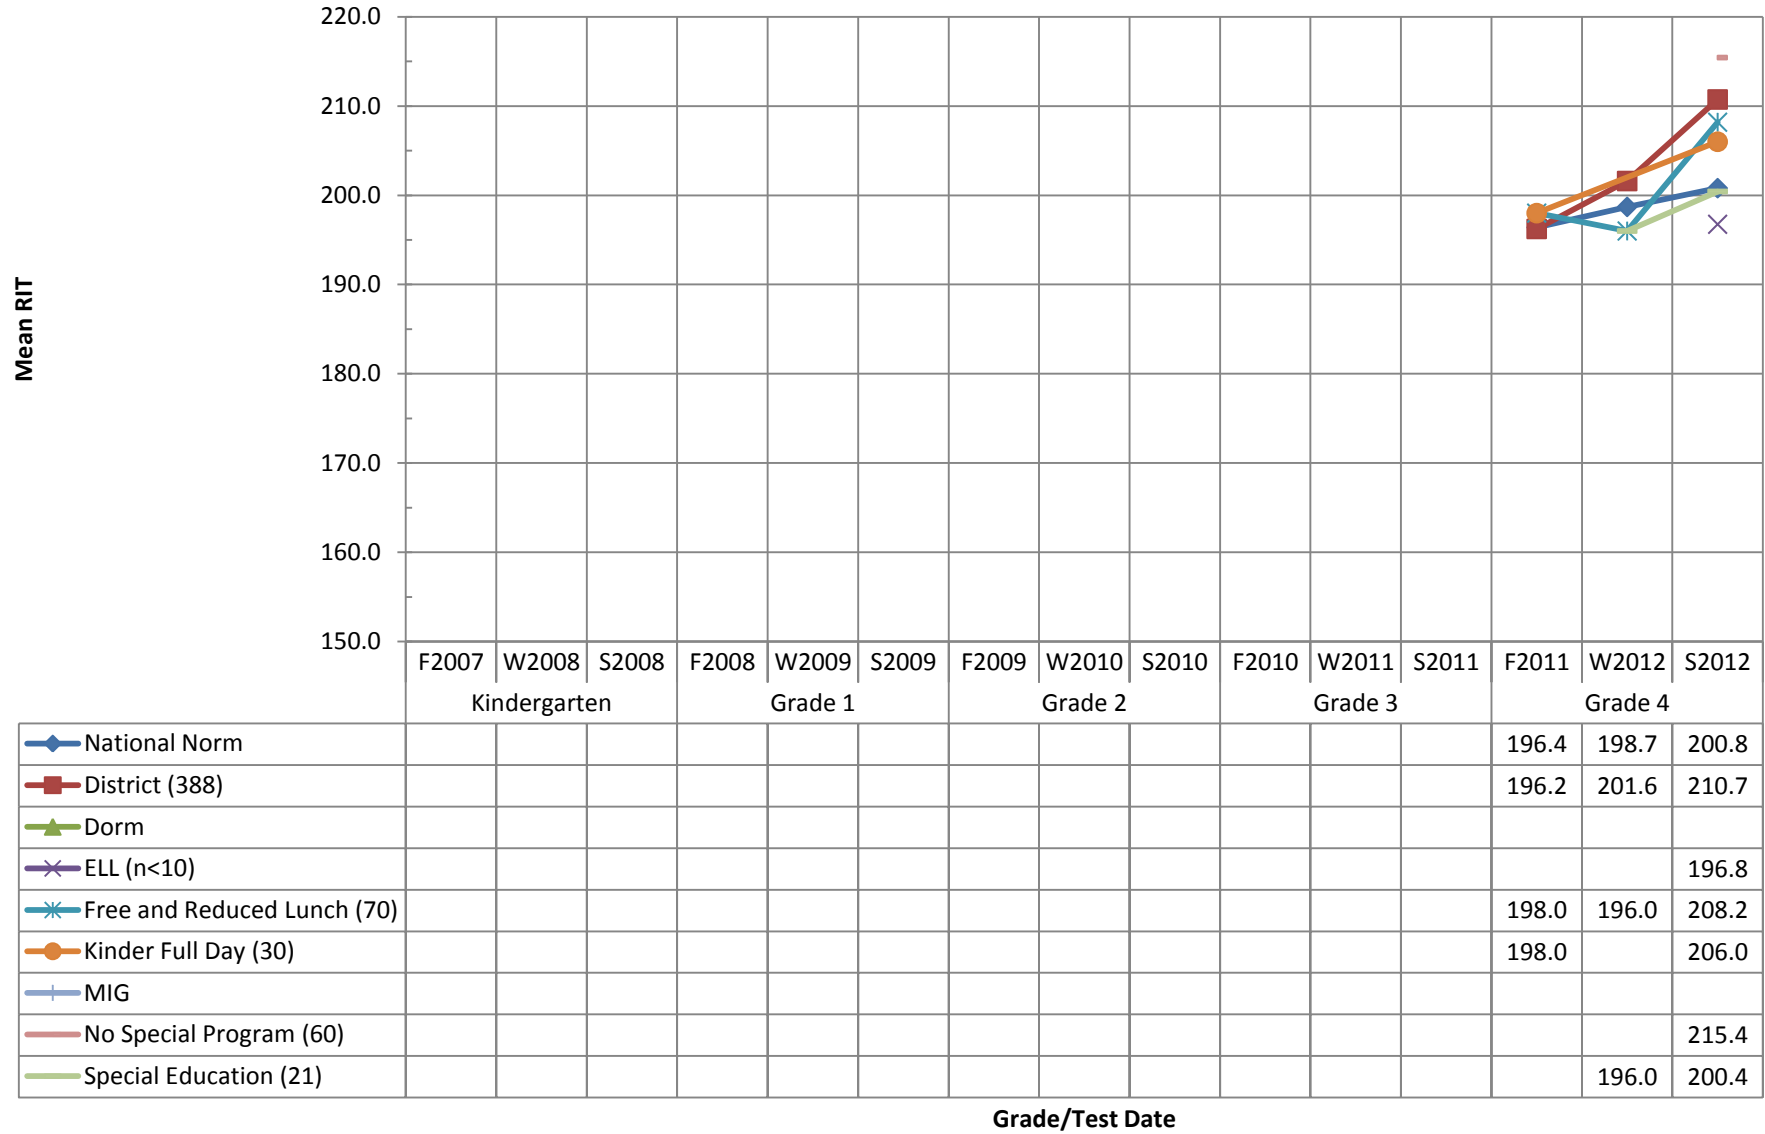 220.0
210.0
200.0
190.0
180.0
170.0
160.0
150.0
Mean RIT
F2007 W2008 S2008 F2008 W2009 S2009 F2009 W2010 S2010 F2010 W2011 S2011 F2011 W2012 S2012
Kindergarten Grade 1 Grade 2 Grade 3 Grade 4
National Norm 196.4 198.7 200.8
District (388) 196.2 201.6 210.7
Dorm
ELL (n<10) 196.8
Free and Reduced Lunch (70) 198.0 196.0 208.2
Kinder Full Day (30) 198.0 206.0
MIG
No Special Program (60) 215.4
Special Education (21) 196.0 200.4
Grade/Test Date